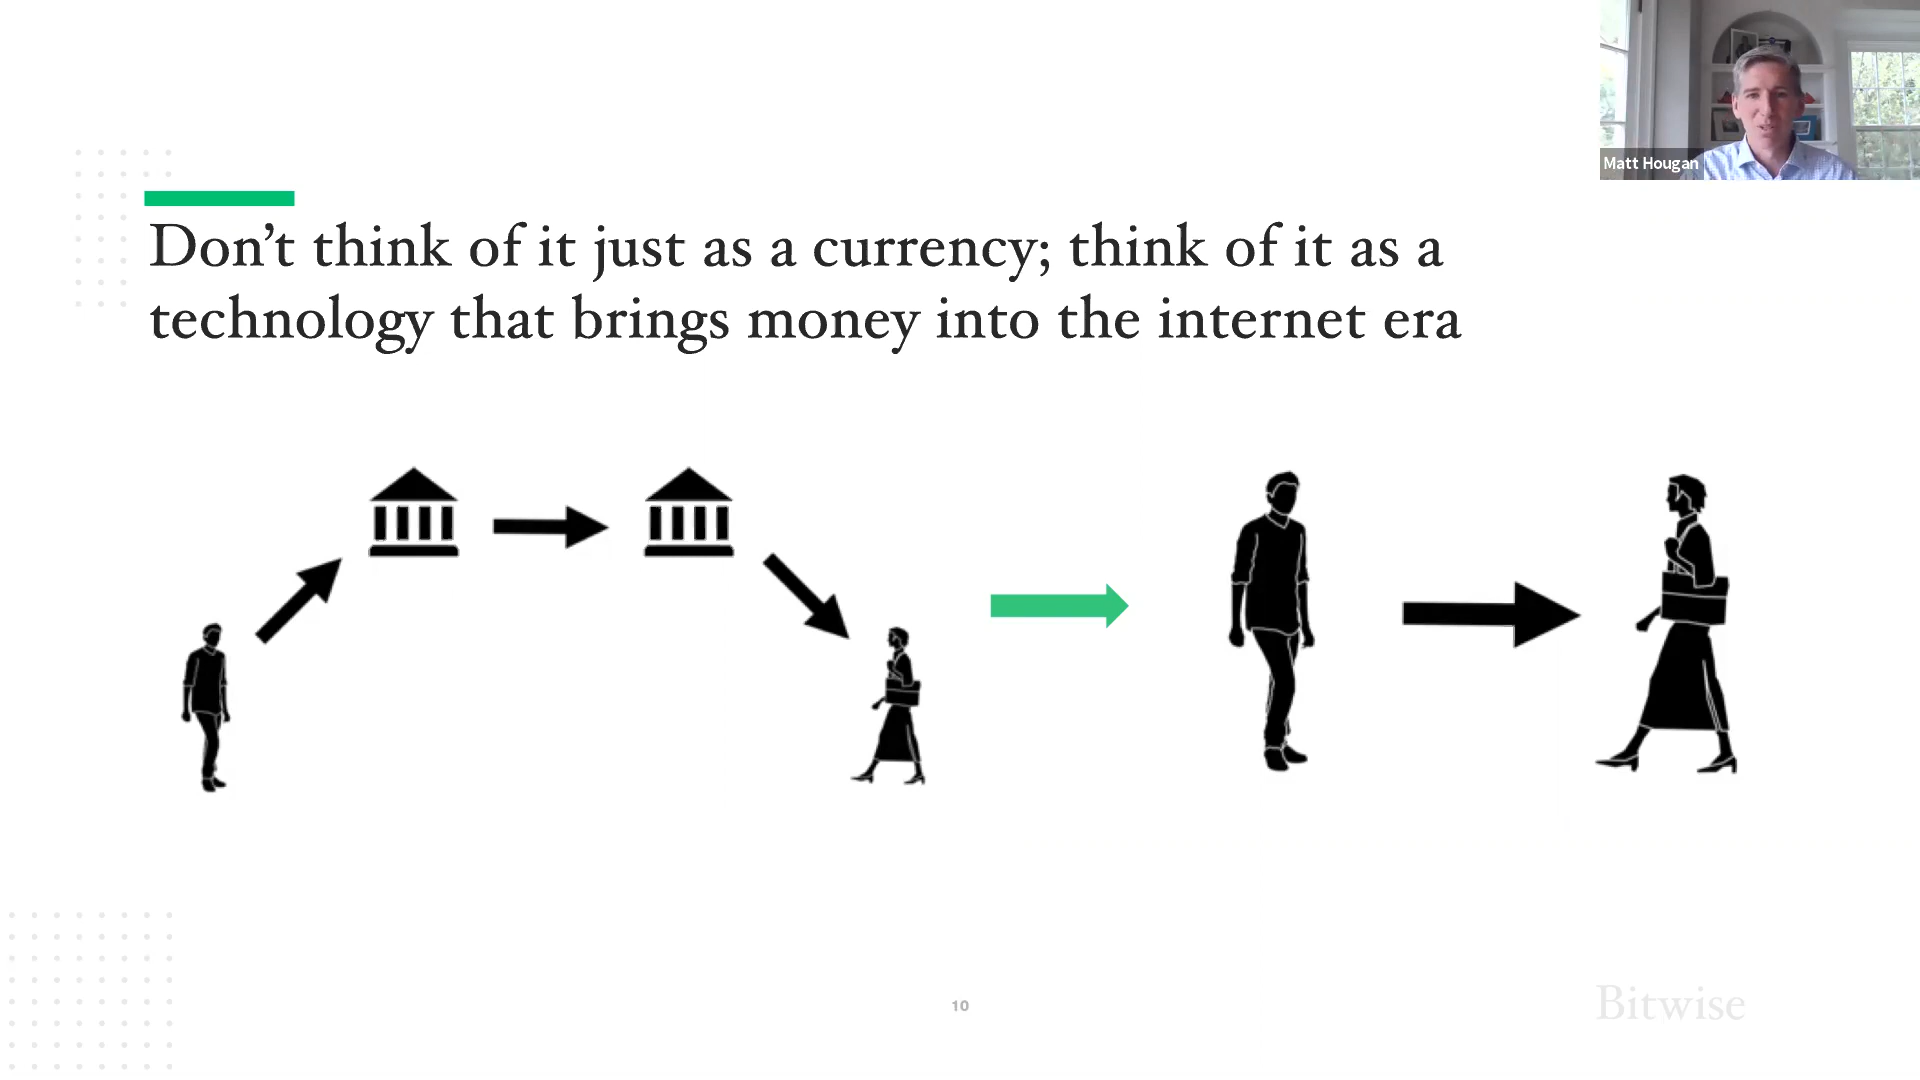 Matt Hougan
Don’t think of it just as a currency; think of it as a
technology that brings money into the internet era
10
Bitwise